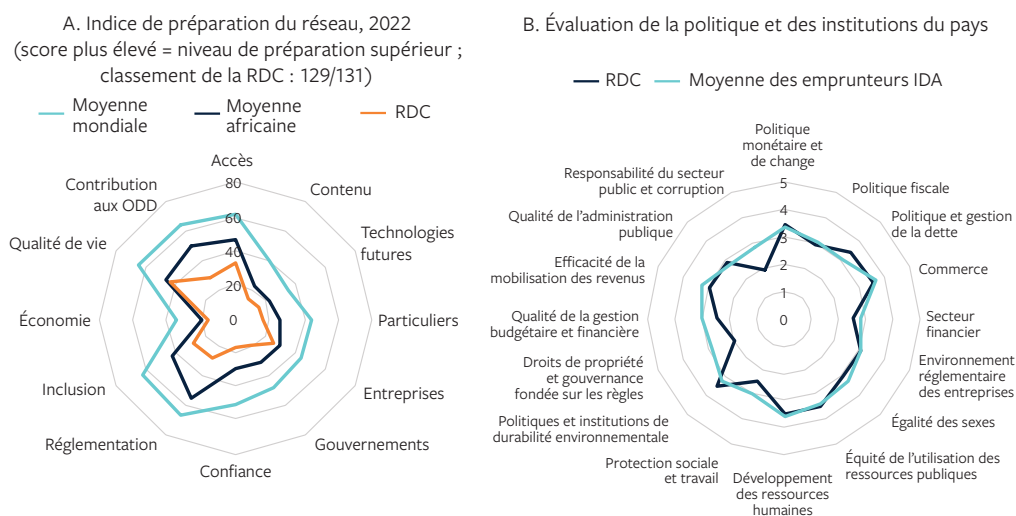 A. Indice de préparation du réseau, 2022
(score plus élevé = niveau de préparation supérieur ;
classement de la RDC : 129/131)
Moyenne
mondiale
Moyenne
africaine
RDC
Accès
Contenu
Technologies
futures
Particuliers
Entreprises
Gouvernements
Confiance
Réglementation
Inclusion
Économie
Qualité de vie
Contribution
aux ODD
80
60
40
20
0
B. Évaluation de la politique et des institutions du pays
RDC
Moyenne des emprunteurs IDA
Politique
monétaire et
de change
Politique fiscale
Politique et gestion
de la dette
Commerce
Secteur
financier
Environnement
réglementaire
des entreprises
Égalité des sexes
Équité de l'utilisation des
ressources publiques
Développement
des ressources
humaines
Protection sociale
et travail
Politiques et institutions de
durabilité environnementale
Droits de propriété
et gouvernance
fondée sur les règles
Qualité de la gestion
budgétaire et financière
Efficacité de la
mobilisation des revenus
Qualité de l'administration
publique
Responsabilité du secteur
public et corruption
5
4
3
2
1
0